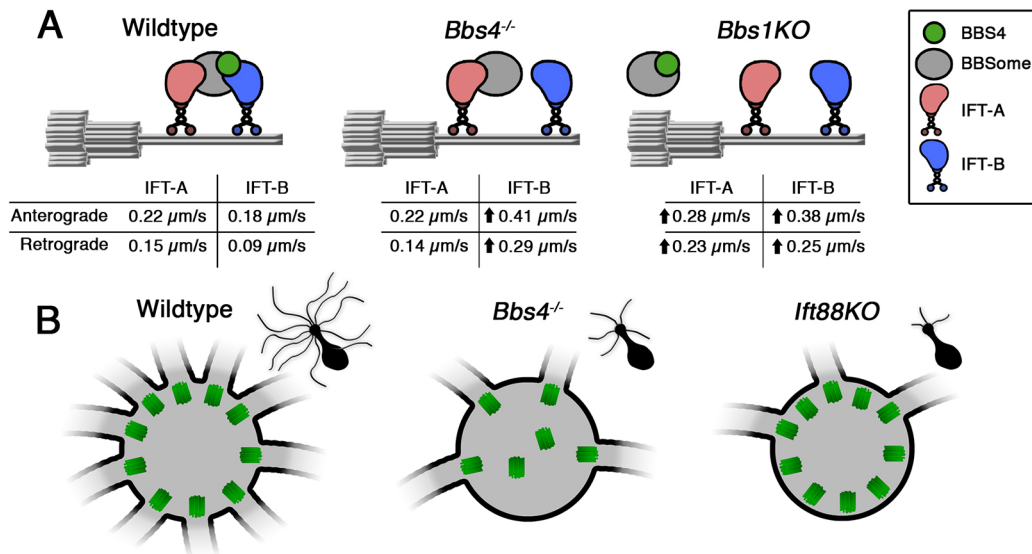 A
Wildtype
Bbs4-/-
Bbs1KO
BBS4
BBSome
IFT-A
IFT-B
IFT-A IFT-B
Anterograde 0.22 µm/s 0.18 µm/s
Retrograde 0.15 µm/s 0.09 µm/s
IFT-A IFT-B
0.22 µm/s ⬆ 0.41 µm/s
0.14 µm/s ⬆ 0.29 µm/s
IFT-A IFT-B
⬆ 0.28 µm/s ⬆ 0.38 µm/s
⬆ 0.23 µm/s ⬆ 0.25 µm/s
B
Wildtype
Bbs4-/-
Ift88KO